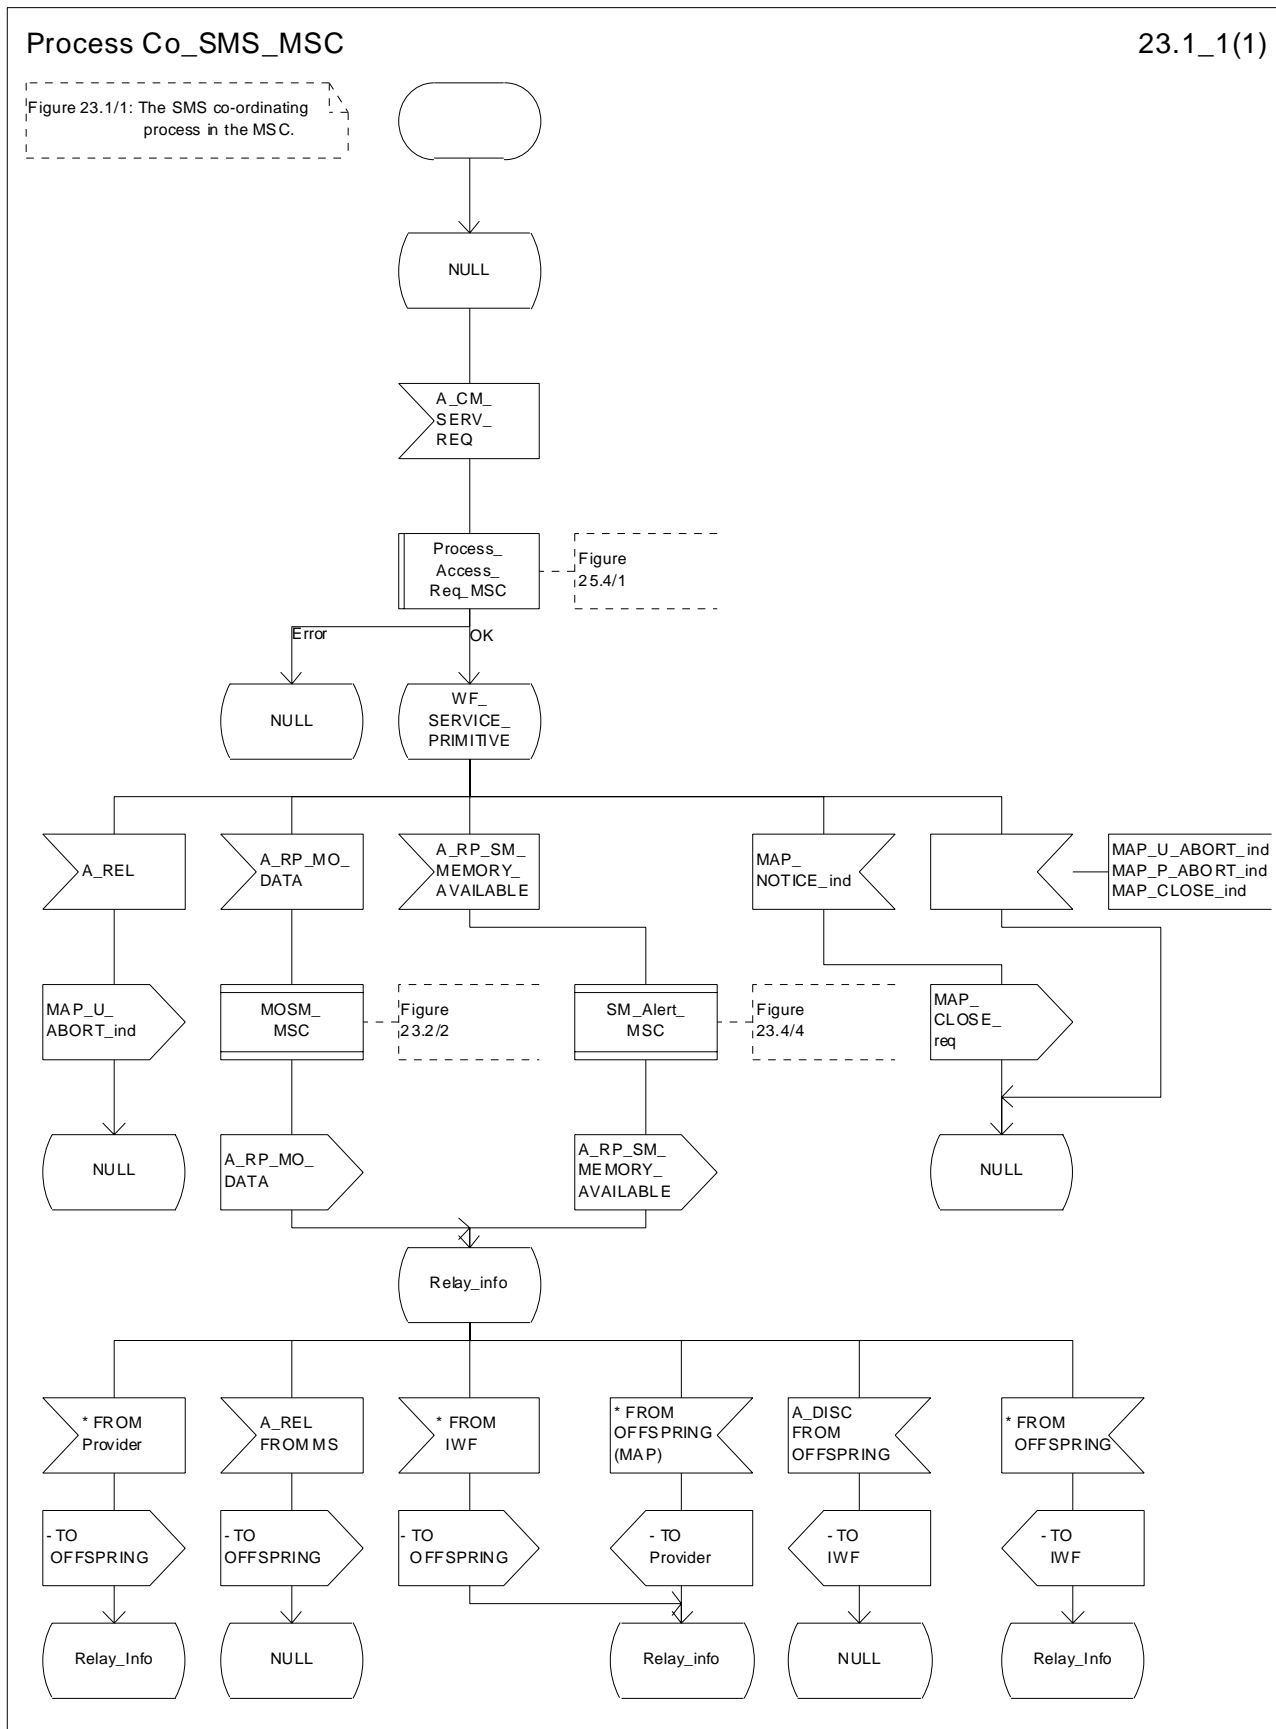 Process Co_SMS_MSC
23.1_1(1)
Figure 23.1/1: The SMS co-ordinating
process in the MSC.
NULL
A_CM_
SERV_
REQ
Process_
Access_
Req_MSC
Figure
25.4/1
Error
OK
NULL
WF_
SERVICE_
PRIMITIVE
A_REL
A_RP_MO_
DATA
A_RP_SM_
MEMORY_
AVAILABLE
MAP_
NOTICE_ind
MAP_U_ABORT_ind
MAP_P_ABORT_ind
MAP_CLOSE_ind
MAP_U_
ABORT_ind
MOSM_
MSC
Figure
23.2/2
SM_Alert_
MSC
Figure
23.4/4
MAP_
CLOSE_
req
NULL
A_RP_MO_
DATA
A_RP_SM_
MEMORY_
AVAILABLE
NULL
Relay_info
* FROM
Provider
A_REL
FROM MS
* FROM
IWF
* FROM
OFFSPRING
(MAP)
A_DISC
FROM
OFFSPRING
* FROM
OFFSPRING
- TO
OFFSPRING
- TO
OFFSPRING
- TO
OFFSPRING
- TO
Provider
- TO
IWF
- TO
IWF
Relay_Info
NULL
Relay_info
NULL
Relay_Info